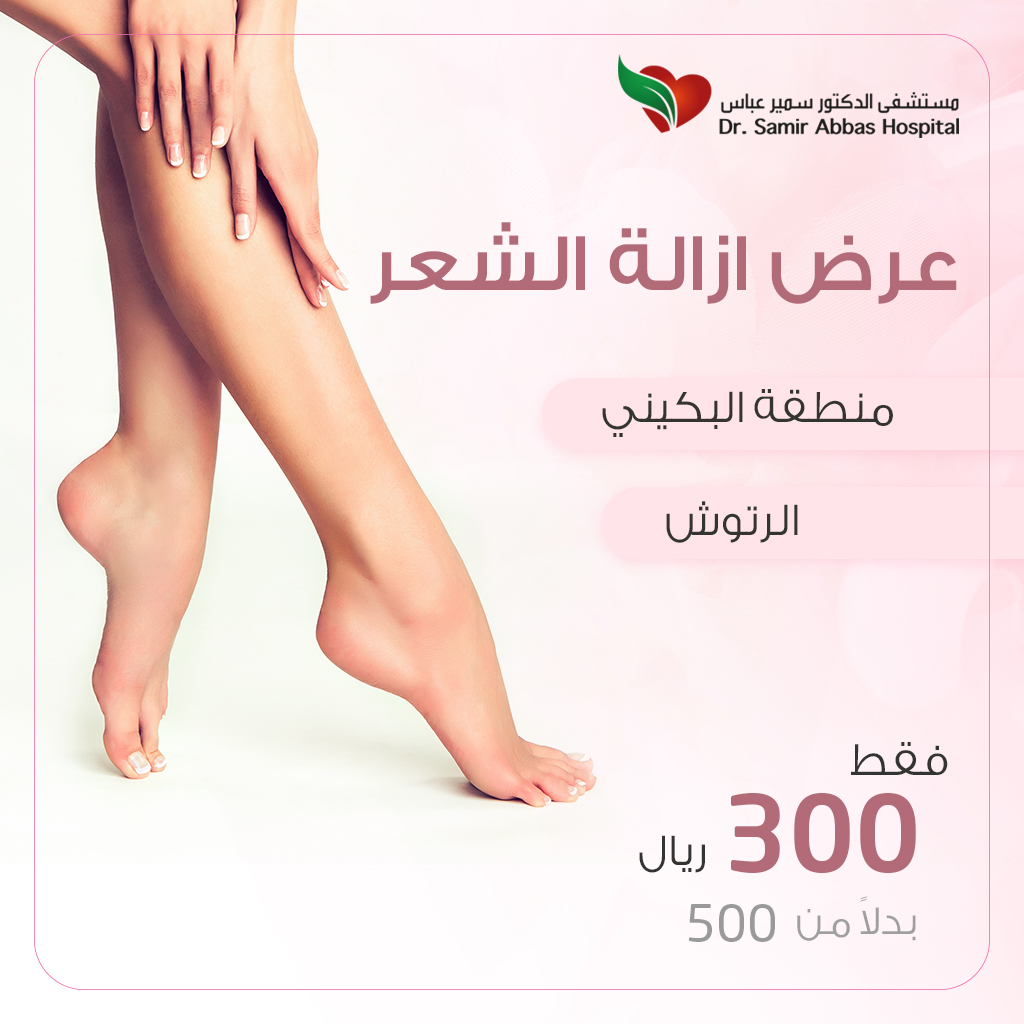 مستشفى الدكتور سمير عباس
Dr. Samir Abbas Hospital
عرض ازالة الشعر
منطقة البكيني
الرتوش
فقط
300 ريال
بدلاً من 500